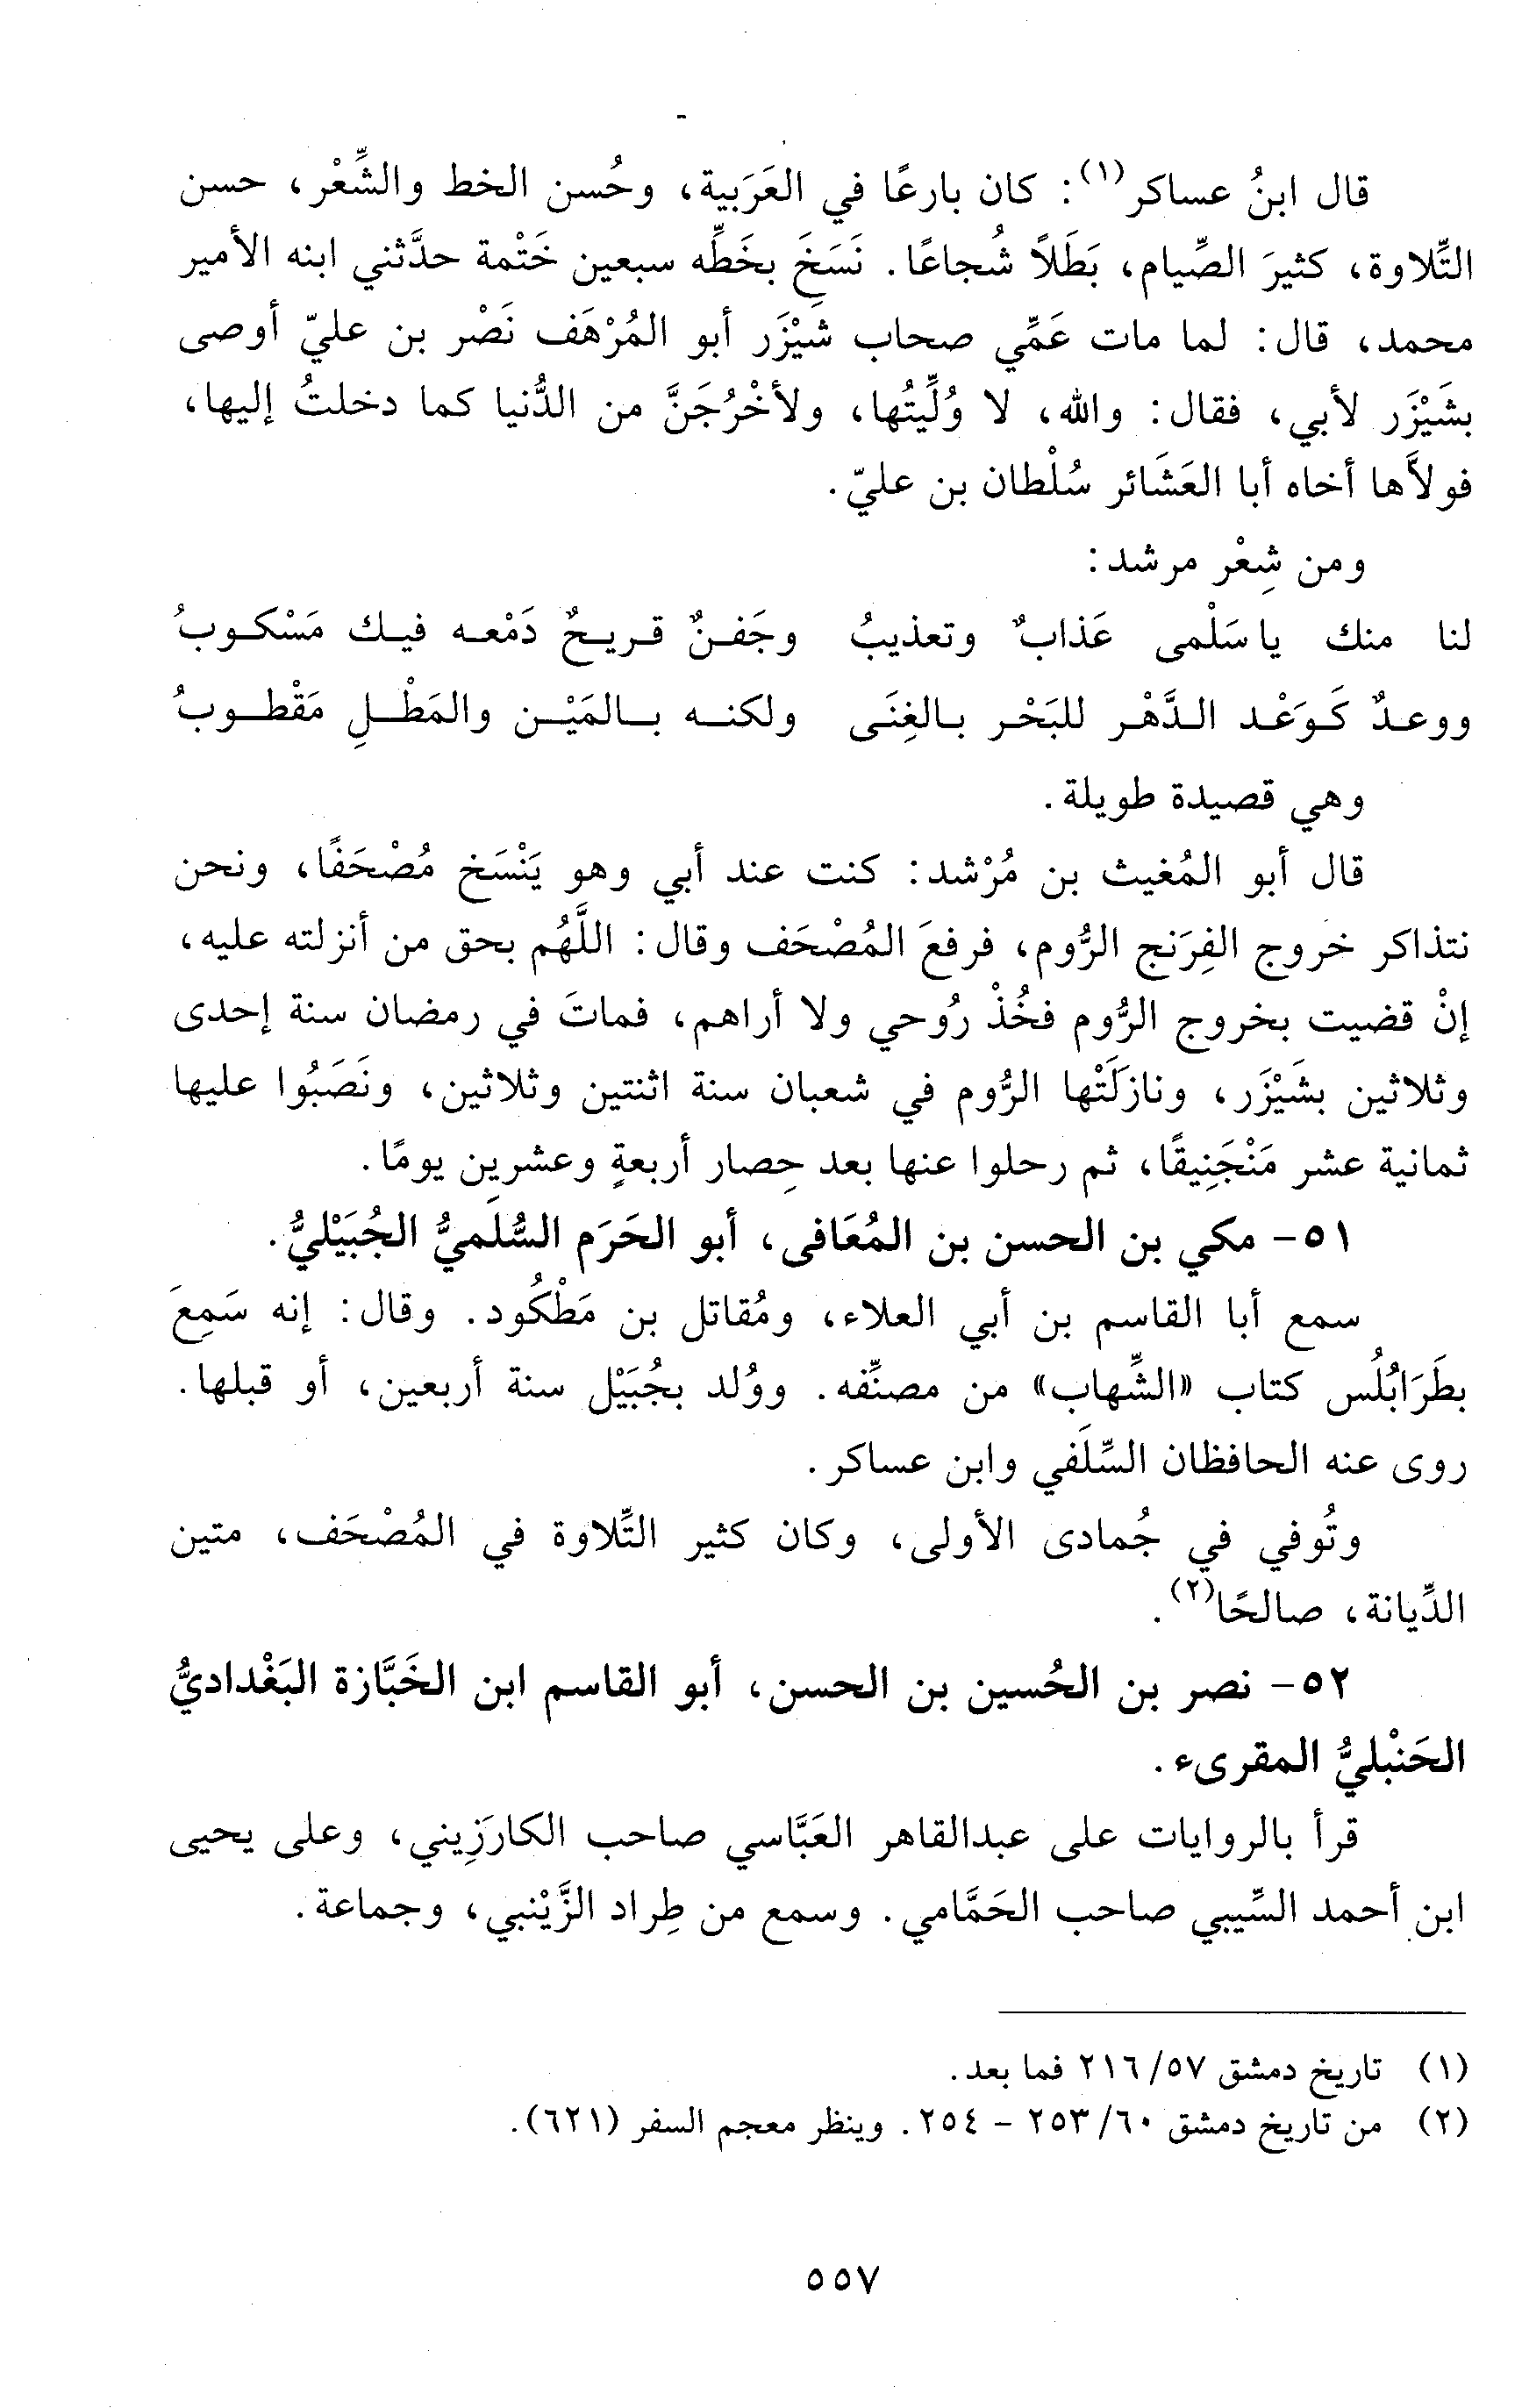 قال ابنُ عساكر(١): كان بارعًا في العَرَبية، وحُسن الخط والشِّعْر، حسن
التِّلاوة، كثيرَ الصِّيام، بَطَلاً شُجاعًا. نَسَخَ بخَطِّه سبعين خَتْمة حدَّثني ابنه الأمير
محمد، قال: لما مات عَمِّي صحاب شَيْزَر أبو المُرْهَف نَصْر بن عليّ أوصى
بشَيْزَر لأبي، فقال: والله، لا وُلِّيتُها، ولأخْرُجَنَّ من الدُّنيا كما دخلتُ إليها،
فولاَّها أخاه أبا العَشَائر سُلْطان بن عليّ.
ومن شِعْر مرشد:
لنا منك ياسَلْمى عَذابٌ وتعذيبُ وجَفنٌ قريحٌ دَمْعه فيك مَسْكوبُ
ووعدٌ كَوَعْد الدَّهْر للبَحْر بالغِنَى ولكنه بالمَيْن والمَطْلِ مَقْطوبُ
وهي قصيدة طويلة.
قال أبو المُغيث بن مُرْشد: كنت عند أبي وهو يَنْسَخ مُصْحَفًا، ونحن
نتذاكر خروج الفِرَنج الرُّوم، فرفعَ المُصْحَف وقال: اللَّهُم بحق من أنزلته عليه،
إنْ قضيت بخروج الرُّوم فخُذْ رُوحي ولا أراهم، فماتَ في رمضان سنة إحدى
وثلاثين بشَيْزَر، ونازلَتْها الرُّوم في شعبان سنة اثنتين وثلاثين، ونَصَبُوا عليها
ثمانية عشر مَنْجَنِيقًا، ثم رحلوا عنها بعد حِصار أربعةٍ وعشرين يومًا.
٥١- مكي بن الحسن بن المُعَافى، أبو الحَرَم السُّلَميُّ الجُبَيْليُّ.
سمع أبا القاسم بن أبي العلاء، ومُقاتل بن مَطْكُود. وقال: إنه سَمِعَ
بطَرَابُلُس كتاب «الشِّهاب» من مصنِّفه. ووُلد بجُبَيْل سنة أربعين، أو قبلها.
روى عنه الحافظان السِّلَفي وابن عساكر.
وتُوفي في جُمادى الأولى، وكان كثير التِّلاوة في المُصْحَف، متين
الدِّيانة، صالحًا(٢).
٥٢- نصر بن الحُسين بن الحسن، أبو القاسم ابن الخَبَّازة البَغْداديُّ
الحَنْبليُّ المقرىء.
قرأ بالروايات على عبدالقاهر العَبَّاسي صاحب الكارَزِيني، وعلى يحيى
ابن أحمد السِّيبي صاحب الحَمَّامي. وسمع من طِراد الزَّيْنبي، وجماعة.
(١) تاريخ دمشق ٥٧/ ٢١٦ فما بعد.
(٢) من تاريخ دمشق ٦٠/ ٢٥٣ - ٢٥٤. وينظر معجم السفر (٦٢١).
٥٥٧